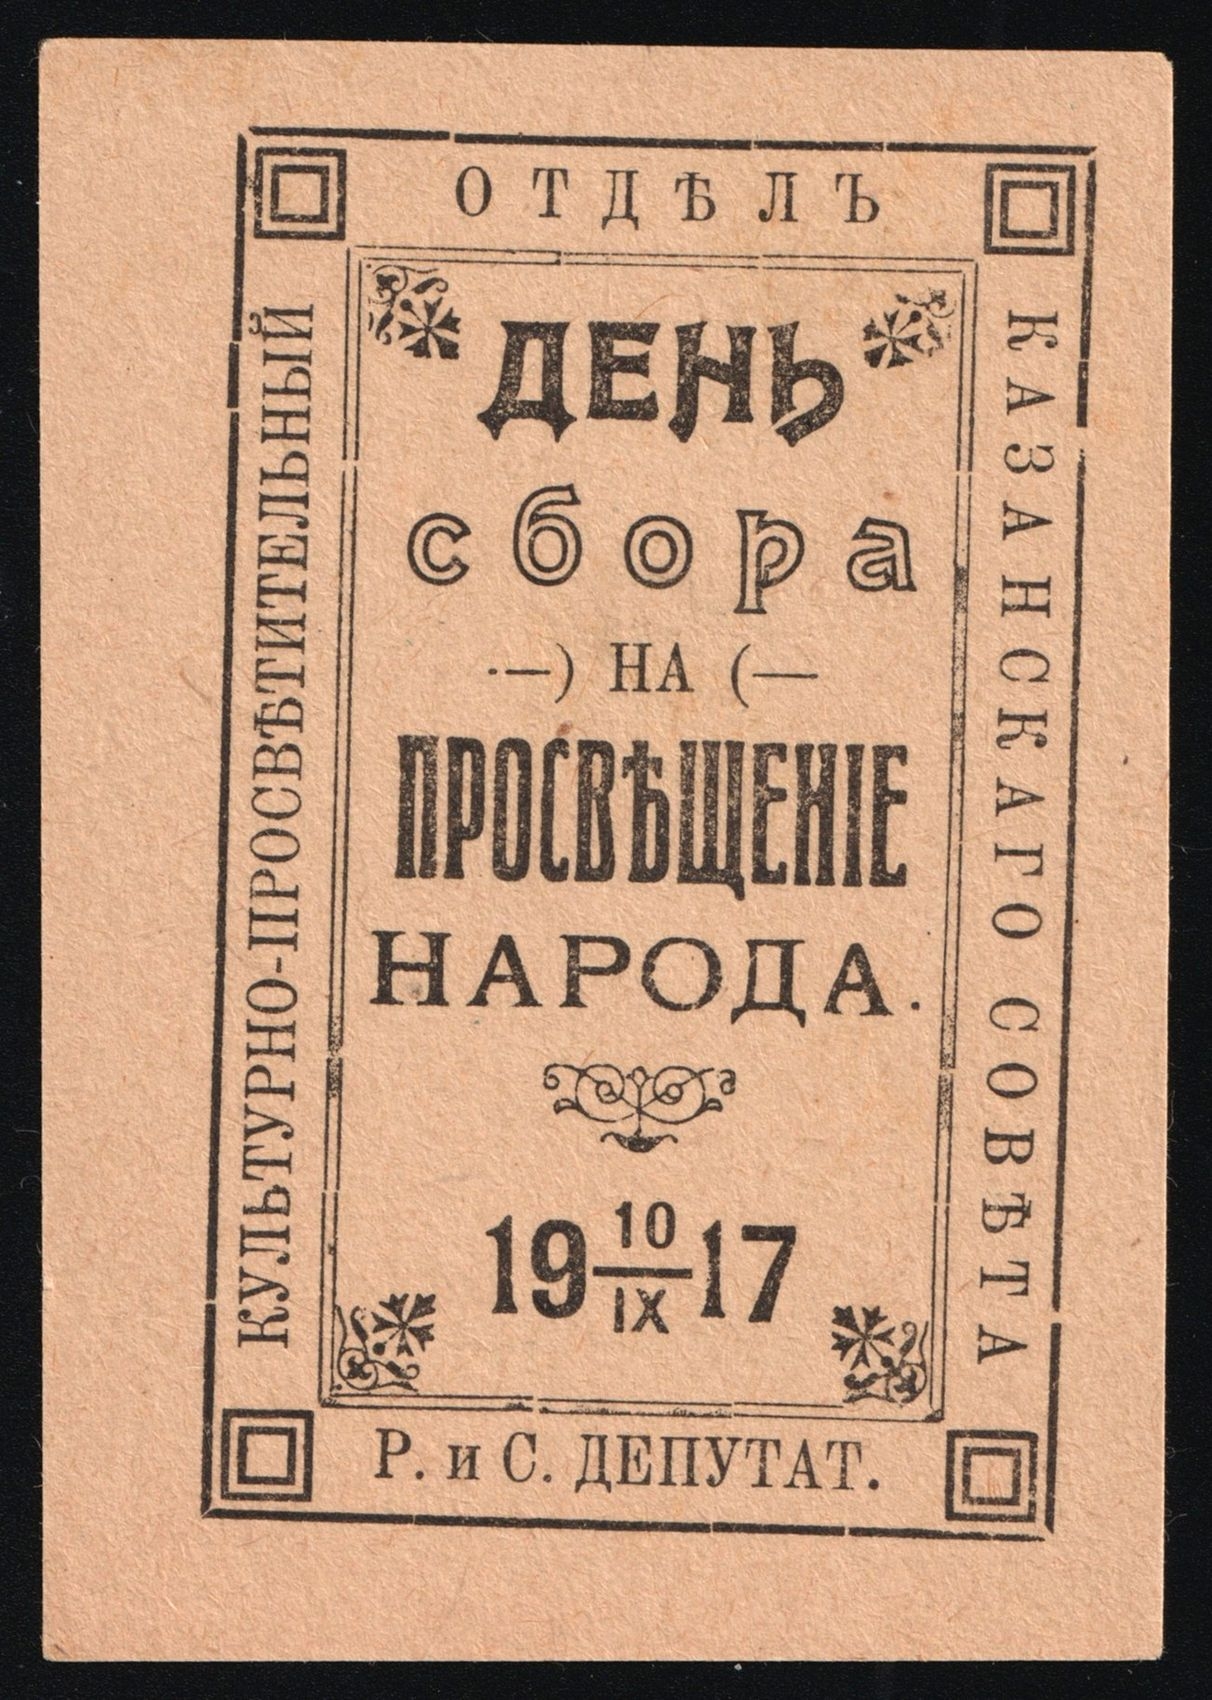 КУЛЬТУРНО-ПРОСВѢТИТЕЛЬНЫЙ
ОТДѢЛЪ
КАЗАНСКАГО СОВѢТА
Р. и С. ДЕПУТАТ.
ДЕНЬ
сбора
—) НА (—
ПРОСВѢЩЕНІЕ
НАРОДА.
19 10/IX 17